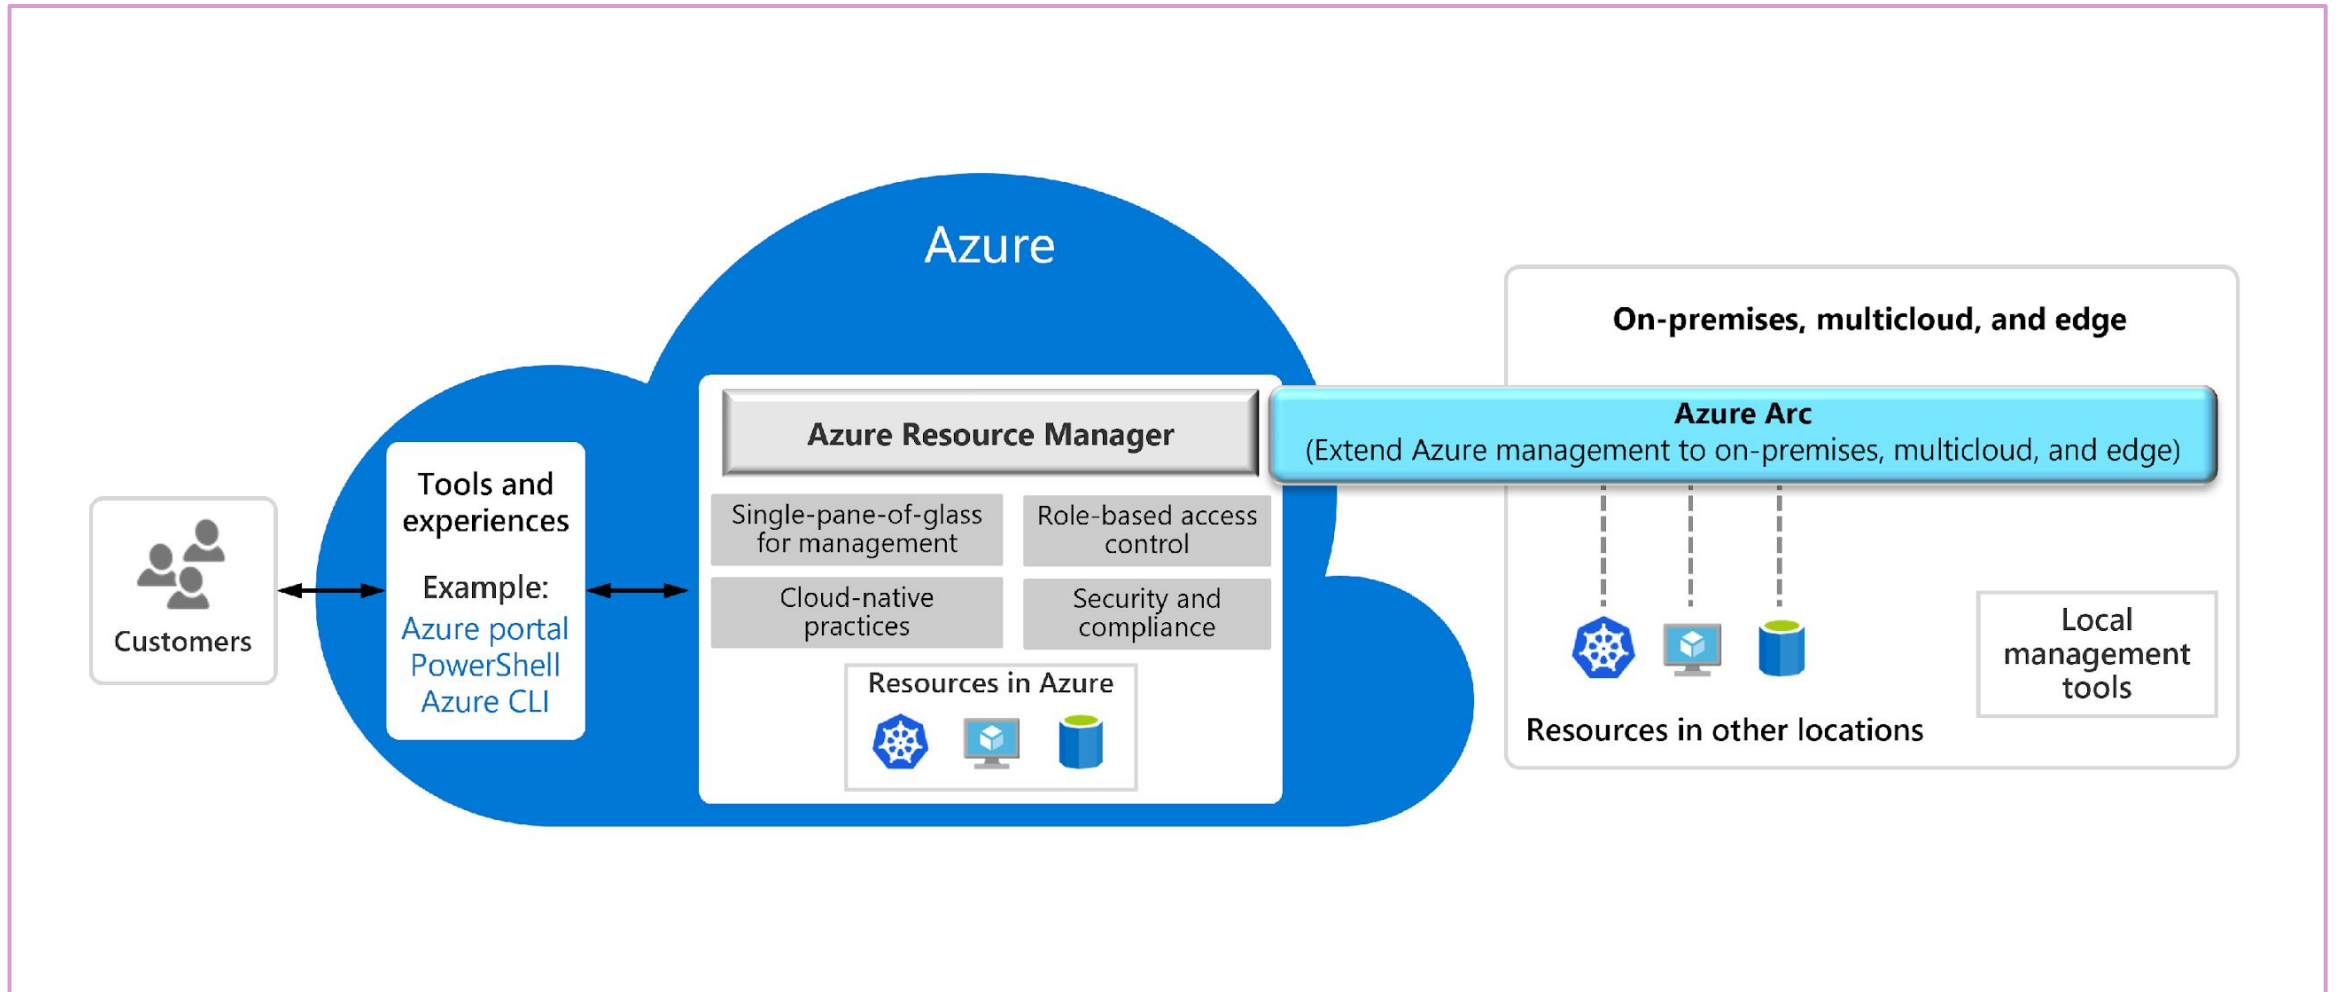 Azure
On-premises, multicloud, and edge
Azure Resource Manager
Azure Arc
(Extend Azure management to on-premises, multicloud, and edge)
Tools and
experiences
Example:
Azure portal
PowerShell
Azure CLI
Customers
Single-pane-of-glass
for management
Role-based access
control
Cloud-native
practices
Security and
compliance
Resources in Azure
Resources in other locations
Local
management
tools